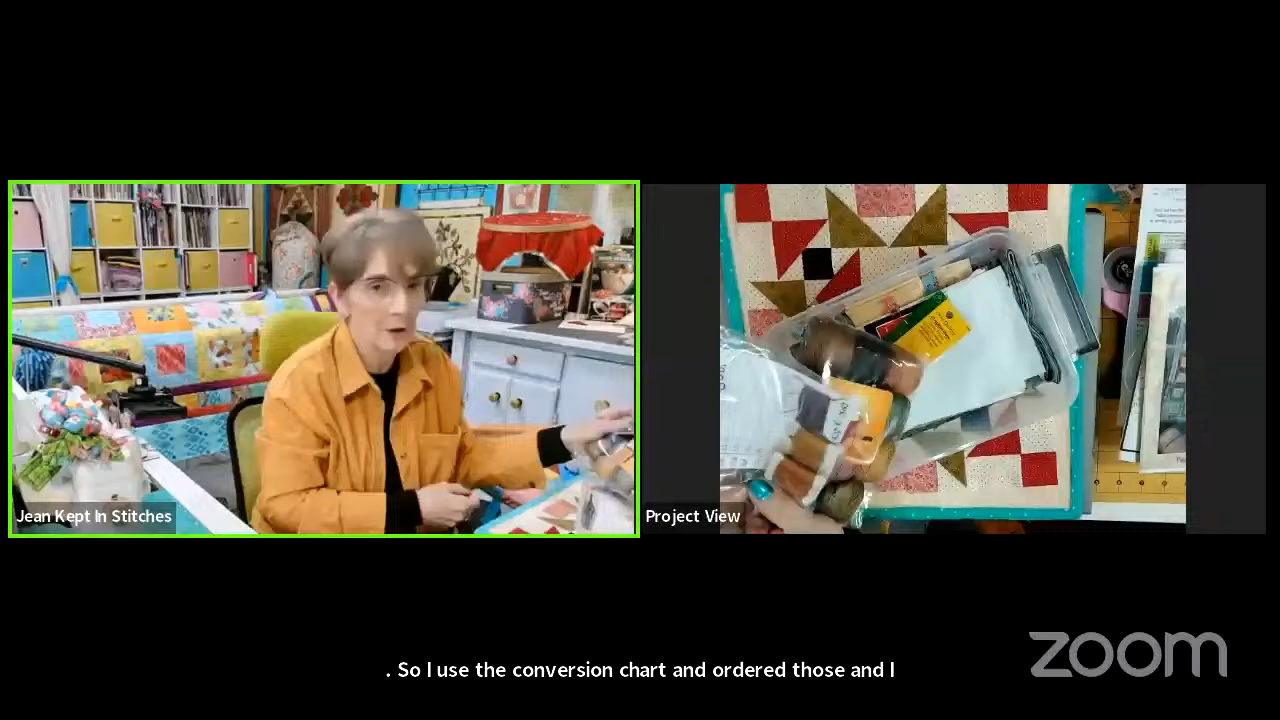 Jean Kept In Stitches
Project View
. So I use the conversion chart and ordered those and I
zoom